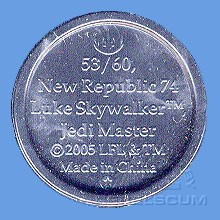 53/60,
New Republic 74
Luke Skywalker™
Jedi Master
©2005 LFL & TM
Made in China